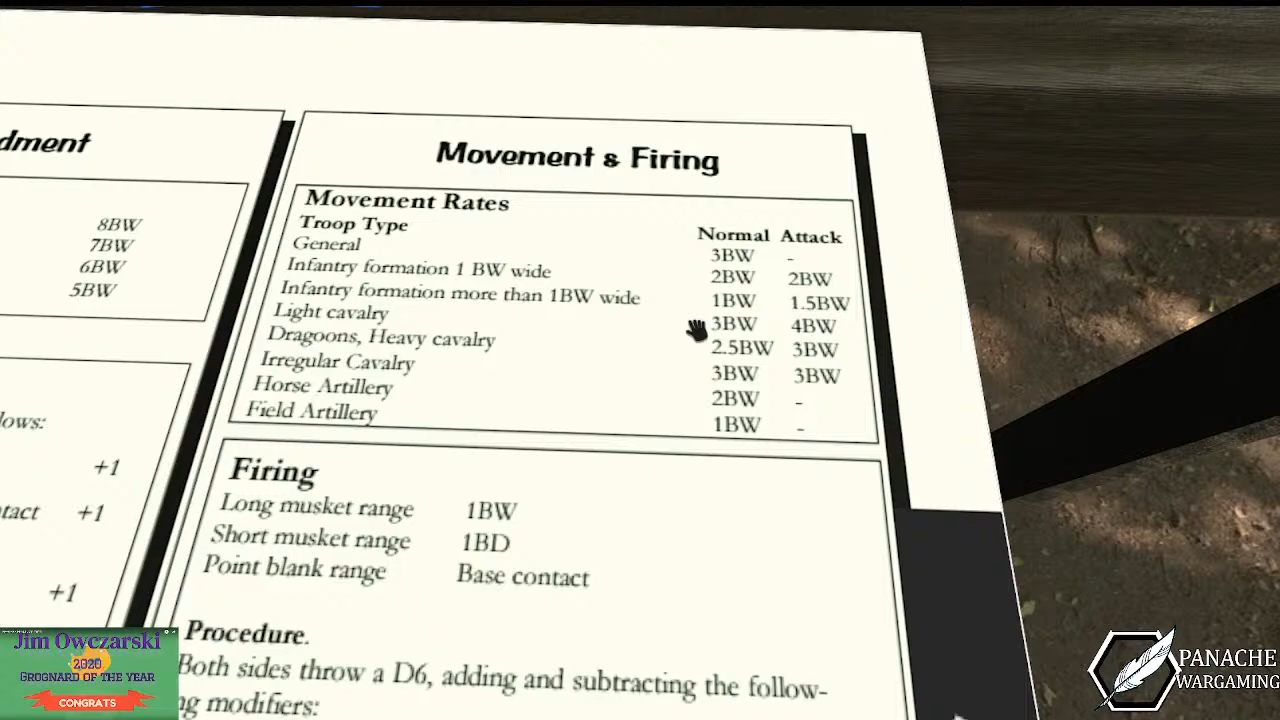 dment
8BW
7BW
6BW
5BW
lows:
+1
tact +1
+1
Movement & Firing
Movement Rates
Troop Type Normal Attack
General 3BW -
Infantry formation 1 BW wide 2BW 2BW
Infantry formation more than 1BW wide 1BW 1.5BW
Light cavalry 3BW 4BW
Dragoons, Heavy cavalry 2.5BW 3BW
Irregular Cavalry 3BW 3BW
Horse Artillery 2BW -
Field Artillery 1BW -
Firing
Long musket range 1BW
Short musket range 1BD
Point blank range Base contact
Procedure.
Both sides throw a D6, adding and subtracting the follow-
ng modifiers:
Jim Owczarski
2020
Grognard of the Year
CONGRATS
PANACHE
WARGAMING